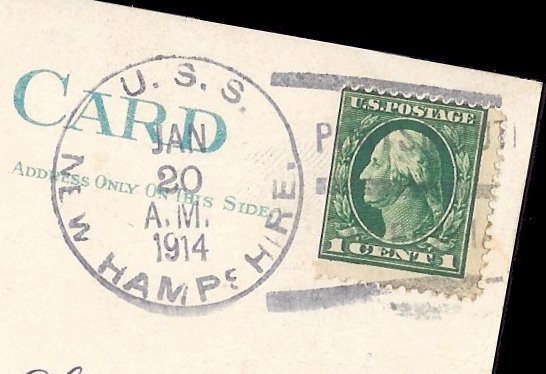 CARD
ADDRESS ONLY ON THIS SIDE
U. S. S.
NEW HAMPSHIRE.
JAN
20
A.M.
1914
U.S. POSTAGE
1 CENT 1